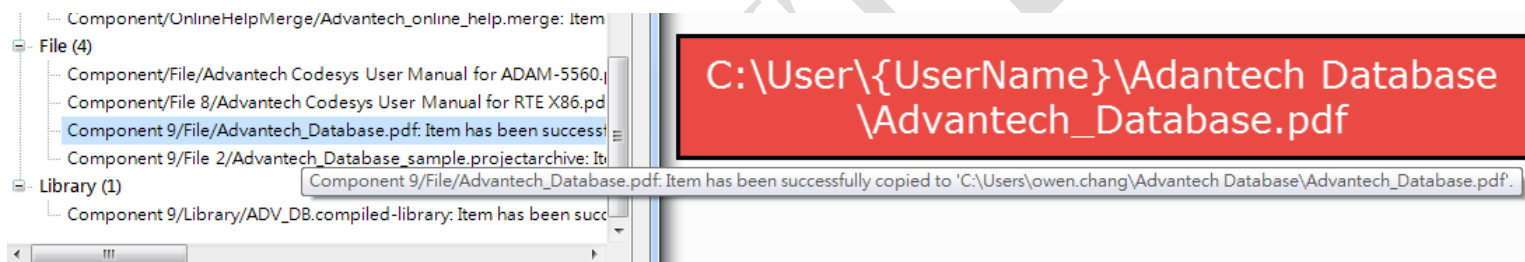 Component/OnlineHelpMerge/Advantech_online_help.merge: Item
File (4)
Component/File/Advantech Codesys User Manual for ADAM-5560.p
Component/File 8/Advantech Codesys User Manual for RTE X86.pd
Component 9/File/Advantech_Database.pdf: Item has been successf
Component 9/File 2/Advantech_Database_sample.projectarchive: Ite
Library (1)
Component 9/Library/ADV_DB.compiled-library: Item has been succ
C:\User\{UserName}\Adantech Database
\Advantech_Database.pdf
Component 9/File/Advantech_Database.pdf: Item has been successfully copied to 'C:\Users\owen.chang\Advantech Database\Advantech_Database.pdf'.